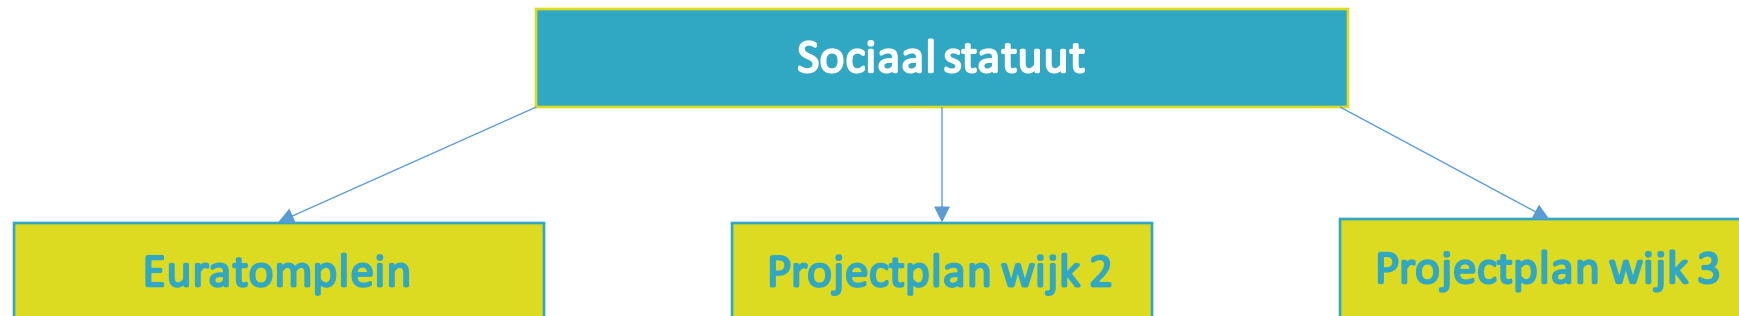 Sociaal statuut
Euratomplein
Projectplan wijk 2
Projectplan wijk 3